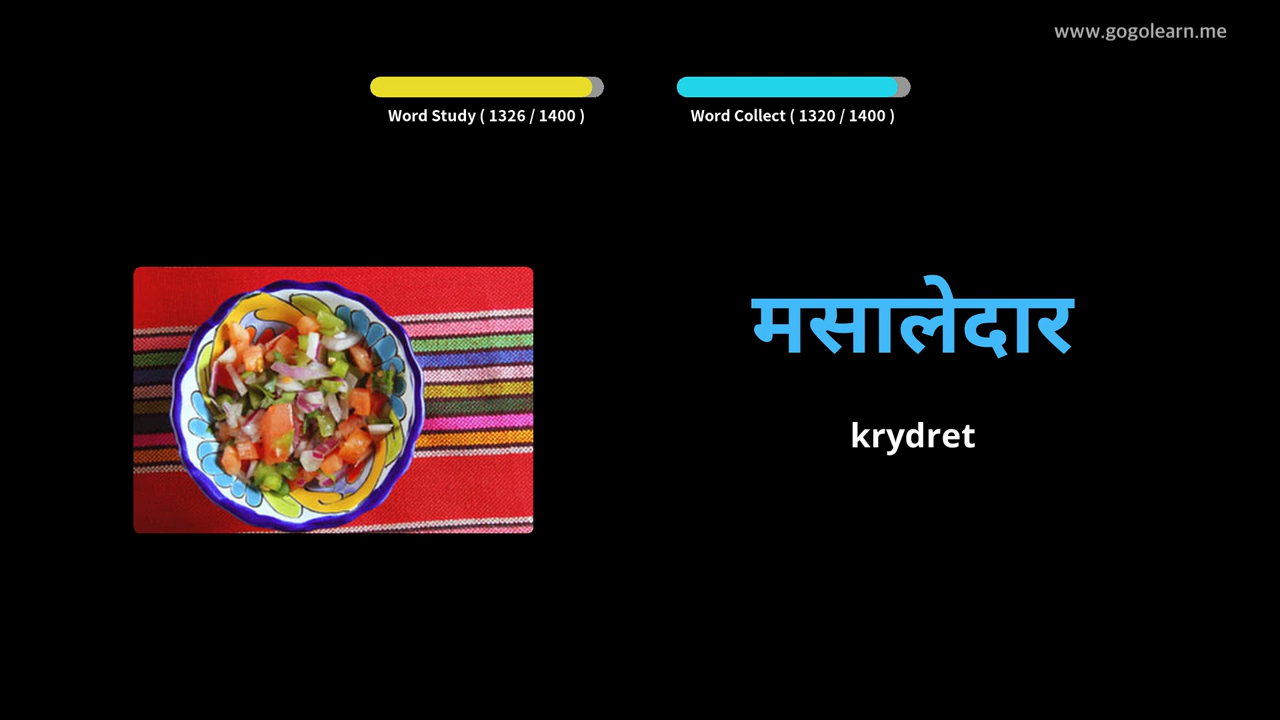 www.gogolearn.me
Word Study ( 1326 / 1400 )
Word Collect ( 1320 / 1400 )
मसालेदार
krydret